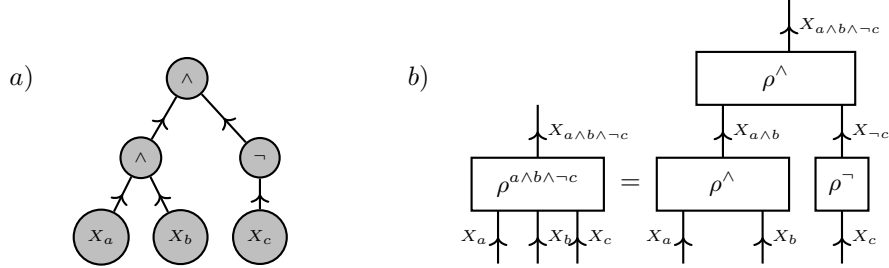 X_{a∧b∧¬c}
a) ∧ b) ρ^∧
X_{a∧b∧¬c} X_{a∧b} X_{¬c}
∧ ¬ ρ^{a∧b∧¬c} = ρ^∧ ρ^¬
X_a X_b X_c X_a X_b X_c X_a X_b X_c